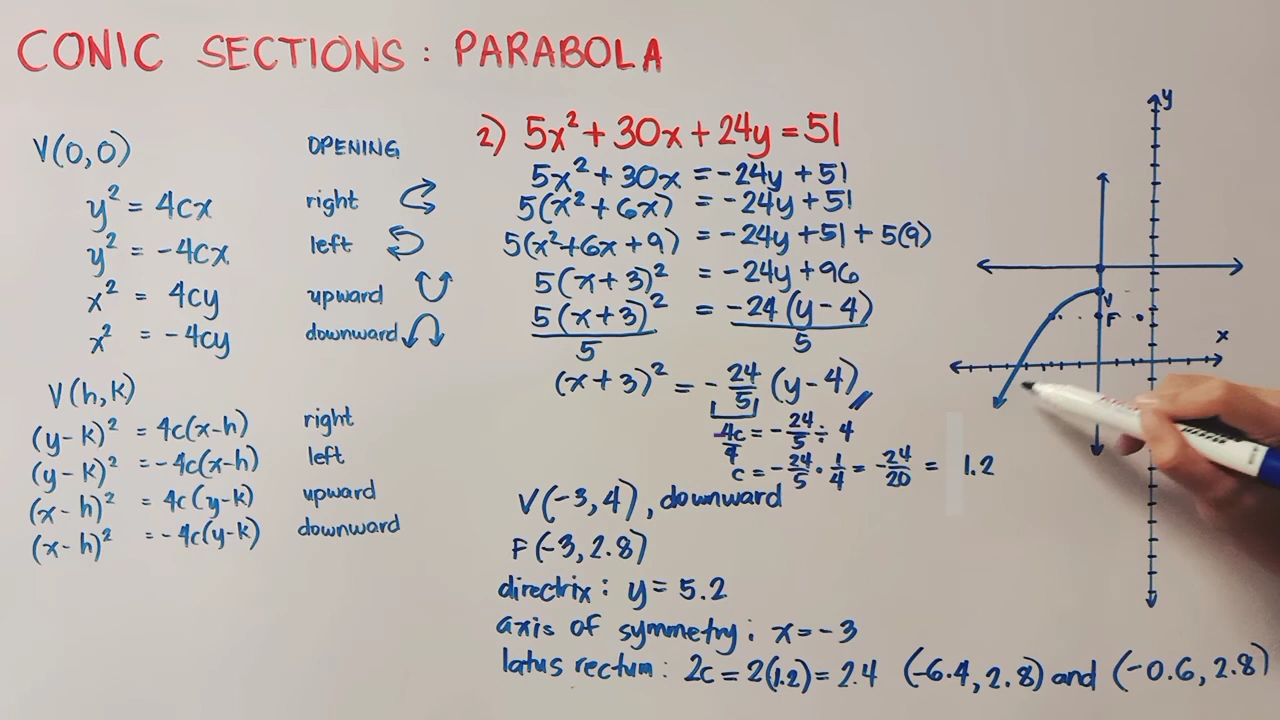 CONIC SECTIONS: PARABOLA
V(0,0) OPENING
y² = 4cx right
y² = -4cx left
x² = 4cy upward
x² = -4cy downward
V(h,k)
(y-k)² = 4c(x-h) right
(y-k)² = -4c(x-h) left
(x-h)² = 4c(y-k) upward
(x-h)² = -4c(y-k) downward
2) 5x² + 30x + 24y = 51
5x² + 30x = -24y + 51
5(x² + 6x) = -24y + 51
5(x² + 6x + 9) = -24y + 51 + 5(9)
5(x+3)² = -24y + 96
5(x+3)²/5 = -24(y-4)/5
(x+3)² = -24/5 (y-4)
4c/4 = -24/5 ÷ 4
c = -24/5 · 1/4 = -24/20 = 1.2
V(-3,4), downward
F(-3, 2.8)
directrix: y = 5.2
axis of symmetry: x = -3
latus rectum: 2c = 2(1.2) = 2.4 (-6.4, 2.8) and (-0.6, 2.8)
y
V
F
x